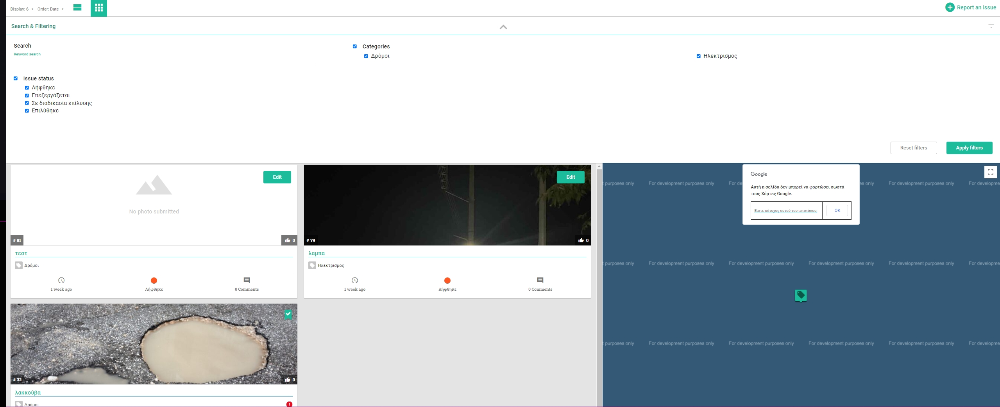 Display: 6 Order: Date
Report an issue
Search & Filtering
Search
Keyword search
Categories
Δρόμοι
Ηλεκτρισμος
Issue status
Λήφθηκε
Επεξεργάζεται
Σε διαδικασία επίλυσης
Επιλύθηκε
Reset filters
Apply filters
Edit
No photo submitted
# 81
0
τεστ
Δρόμοι
1 week ago
Λήφθηκε
0 Comments
Edit
# 79
0
λαμπα
Ηλεκτρισμος
1 week ago
Λήφθηκε
0 Comments
# 32
0
λακκούβα
Δρόμοι
Google
Αυτή η σελίδα δεν μπορεί να φορτώσει σωστά
τους Χάρτες Google.
Είστε κάτοχος αυτού του ιστοτόπου;
OK
t purposes only For development purposes only For de es only For development purposes only For developme
t purposes only For development purposes only For development purposes only For development purposes only For development purposes only For developme
t purposes only For development purposes only For development purposes only For development purposes only For development purposes only For developme